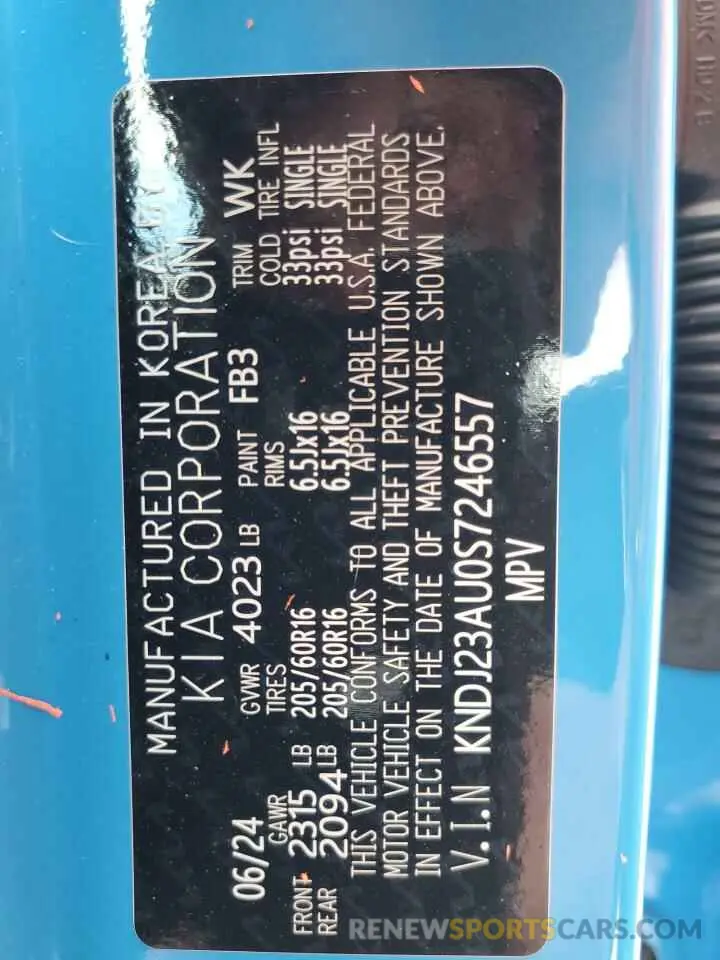 MANUFACTURED IN KOREA BY
KIA CORPORATION
06/24 GVWR 4023 LB PAINT FB3 TRIM WK
GAWR TIRES RIMS COLD TIRE INFL
FRONT 2315 LB 205/60R16 6.5Jx16 33psi SINGLE
REAR 2094 LB 205/60R16 6.5Jx16 33psi SINGLE
THIS VEHICLE CONFORMS TO ALL APPLICABLE U.S.A. FEDERAL
MOTOR VEHICLE SAFETY AND THEFT PREVENTION STANDARDS
IN EFFECT ON THE DATE OF MANUFACTURE SHOWN ABOVE.
V.I.N KNDJ23AU0S7246557
MPV
RENEWSPORTSCARS.COM